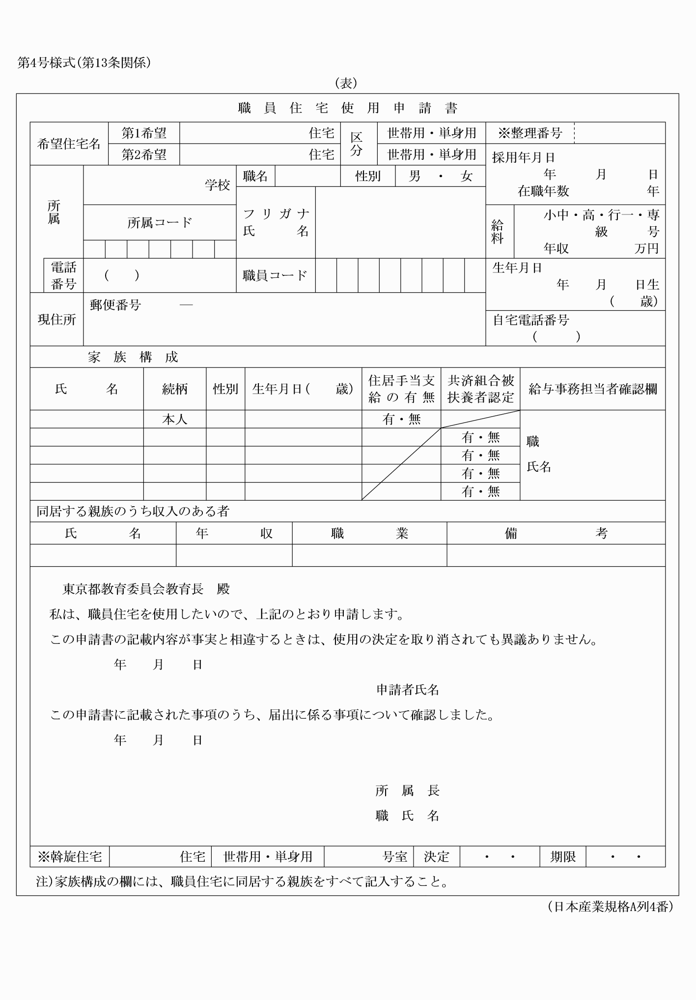 第4号様式(第13条関係)
(表)
職員住宅使用申請書
希望住宅名 第1希望 住宅 区分 世帯用・単身用 ※整理番号
第2希望 住宅 世帯用・単身用
採用年月日
年 月 日
在職年数 年
所属 学校 職名 性別 男・女
所属コード
フリガナ
氏名
給料 小中・高・行一・専
級 号
年収 万円
電話番号 ( ) 職員コード
生年月日
年 月 日生
( 歳)
現住所 郵便番号 ―
自宅電話番号
( )
家族構成
氏名 続柄 性別 生年月日( 歳) 住居手当支給の有無 共済組合被扶養者認定 給与事務担当者確認欄
本人 有・無
有・無
有・無
有・無
有・無
職
氏名
同居する親族のうち収入のある者
氏名 年収 職業 備考
東京都教育委員会教育長 殿
私は、職員住宅を使用したいので、上記のとおり申請します。
この申請書の記載内容が事実と相違するときは、使用の決定を取り消されても異議ありません。
年 月 日
申請者氏名
この申請書に記載された事項のうち、届出に係る事項について確認しました。
年 月 日
所属長
職氏名
※斡旋住宅 住宅 世帯用・単身用 号室 決定 ・ ・ 期限 ・ ・
注)家族構成の欄には、職員住宅に同居する親族をすべて記入すること。
(日本産業規格A列4番)